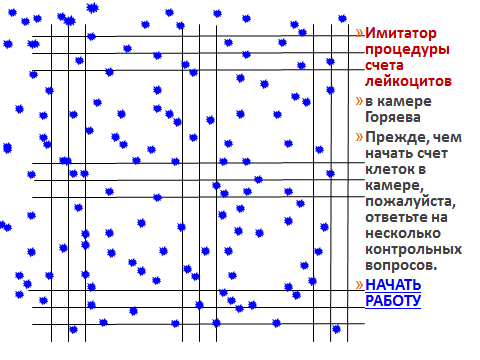 »Имитатор
процедуры
счета
лейкоцитов
»в камере
Горяева
»Прежде, чем
начать счет
клеток в
камере,
пожалуйста,
ответьте на
несколько
контрольных
вопросов.
»НАЧАТЬ
РАБОТУ